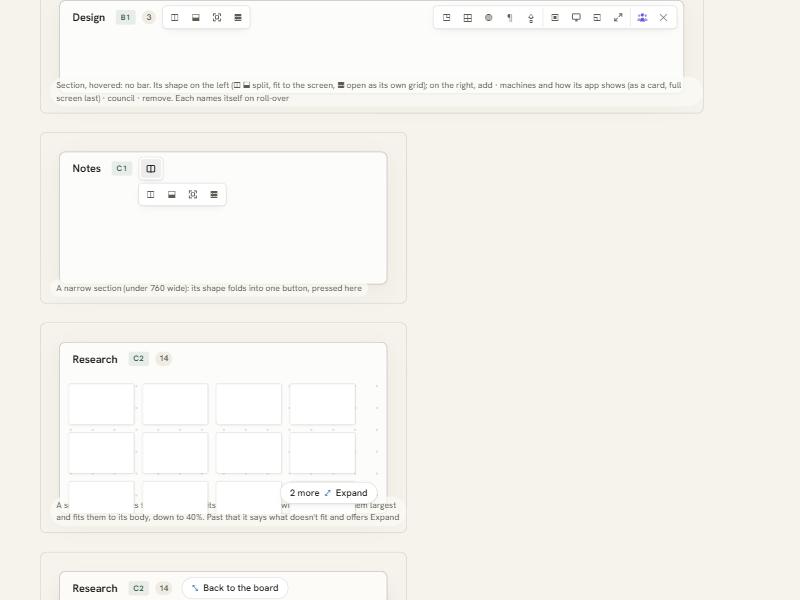 Design B1 3
Section, hovered: no bar. Its shape on the left ( split, fit to the screen, open as its own grid); on the right, add · machines and how its app shows (as a card, full
screen last) · council · remove. Each names itself on roll-over
Notes C1
A narrow section (under 760 wide): its shape folds into one button, pressed here
Research C2 14
2 more Expand
em largest
and fits them to its body, down to 40%. Past that it says what doesn't fit and offers Expand
Research C2 14 Back to the board